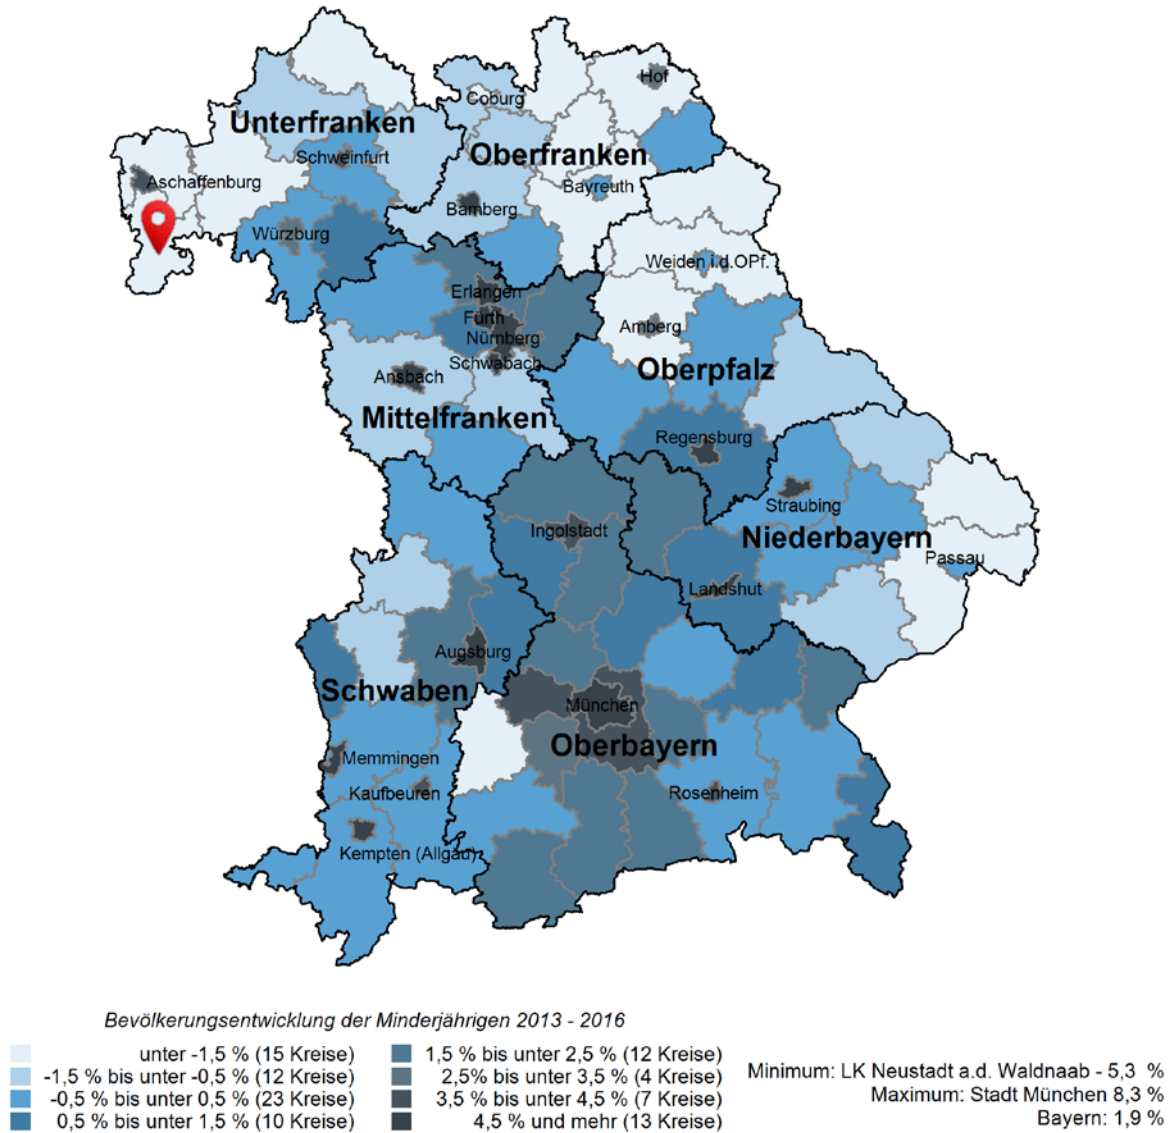 Hof
Coburg
Unterfranken
Oberfranken
Schweinfurt
Aschaffenburg
Bayreuth
Bamberg
Würzburg
Weiden i.d.OPf.
Erlangen
Fürth
Amberg
Nürnberg
Schwabach
Oberpfalz
Ansbach
Mittelfranken
Regensburg
Straubing
Ingolstadt
Niederbayern
Passau
Landshut
Augsburg
Schwaben
München
Oberbayern
Memmingen
Kaufbeuren
Rosenheim
Kempten (Allgäu)
Bevölkerungsentwicklung der Minderjährigen 2013 - 2016
unter -1,5 % (15 Kreise)
-1,5 % bis unter -0,5 % (12 Kreise)
-0,5 % bis unter 0,5 % (23 Kreise)
0,5 % bis unter 1,5 % (10 Kreise)
1,5 % bis unter 2,5 % (12 Kreise)
2,5% bis unter 3,5 % (4 Kreise)
3,5 % bis unter 4,5 % (7 Kreise)
4,5 % und mehr (13 Kreise)
Minimum: LK Neustadt a.d. Waldnaab - 5,3 %
Maximum: Stadt München 8,3 %
Bayern: 1,9 %